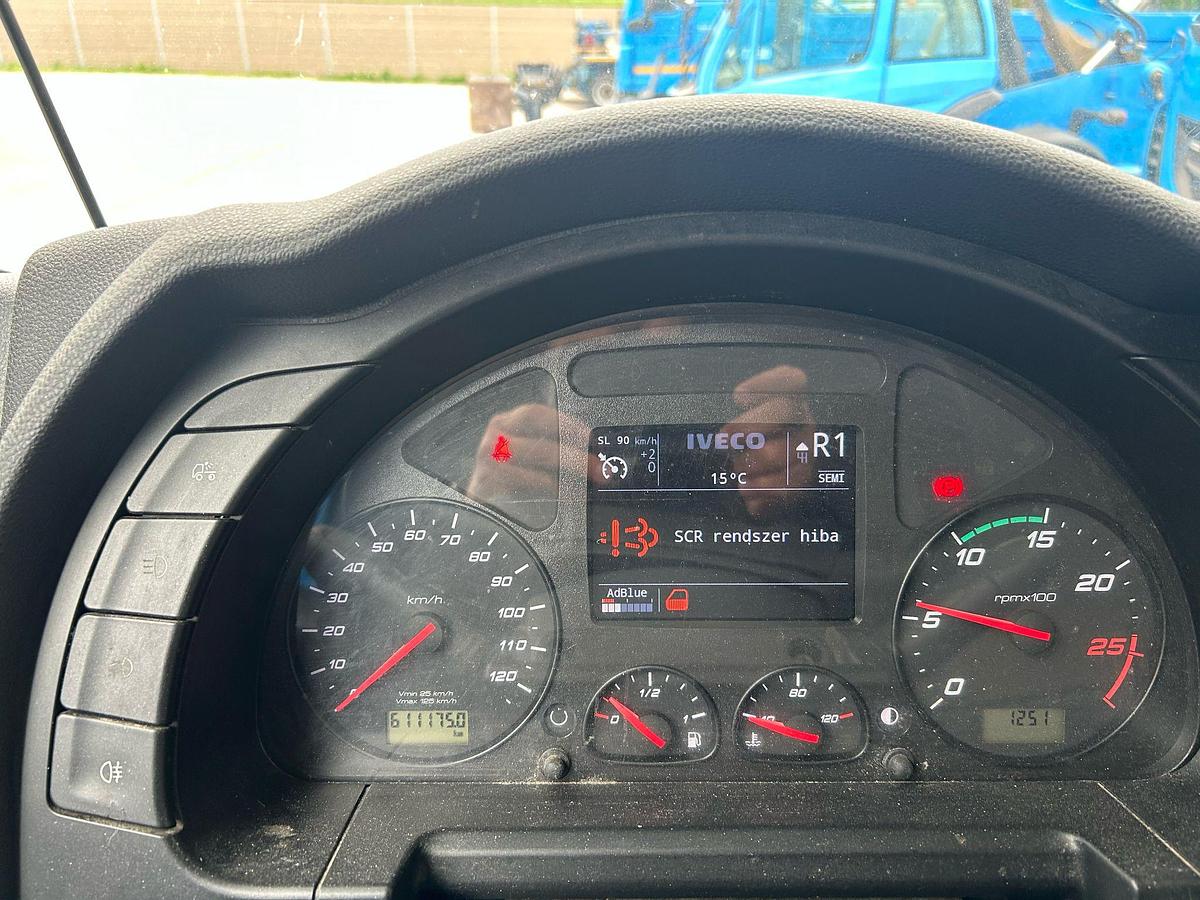 SL 90 km/h
+2
0
IVECO
15°C
R1
SEMI
SCR rendszer hiba
AdBlue
10
20
30
40
50
60
70
80
90
100
110
120
km/h
Vmin 25 km/h
Vmax 125 km/h
611175.0
km
0
1/2
1
40
80
120
0
5
10
15
20
25
rpmx100
1251